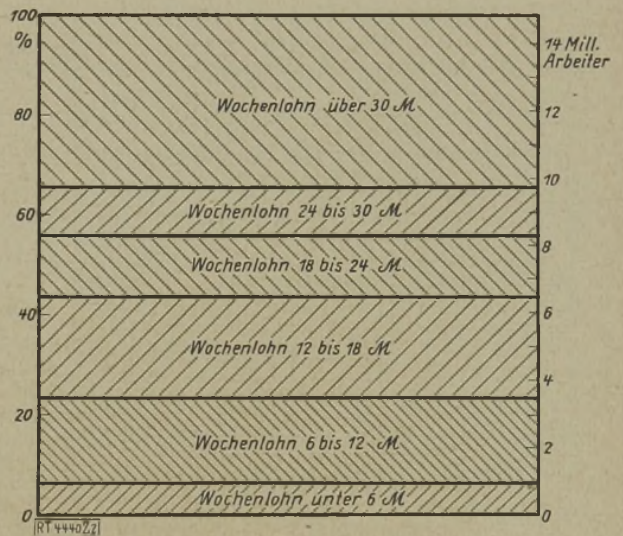 100
%
80
60
40
20
0
14 Mill.
Arbeiter
12
10
8
6
4
2
0
Wochenlohn über 30 M
Wochenlohn 24 bis 30 M
Wochenlohn 18 bis 24 M
Wochenlohn 12 bis 18 M
Wochenlohn 6 bis 12 M
Wochenlohn unter 6 M
RT 4440Z2